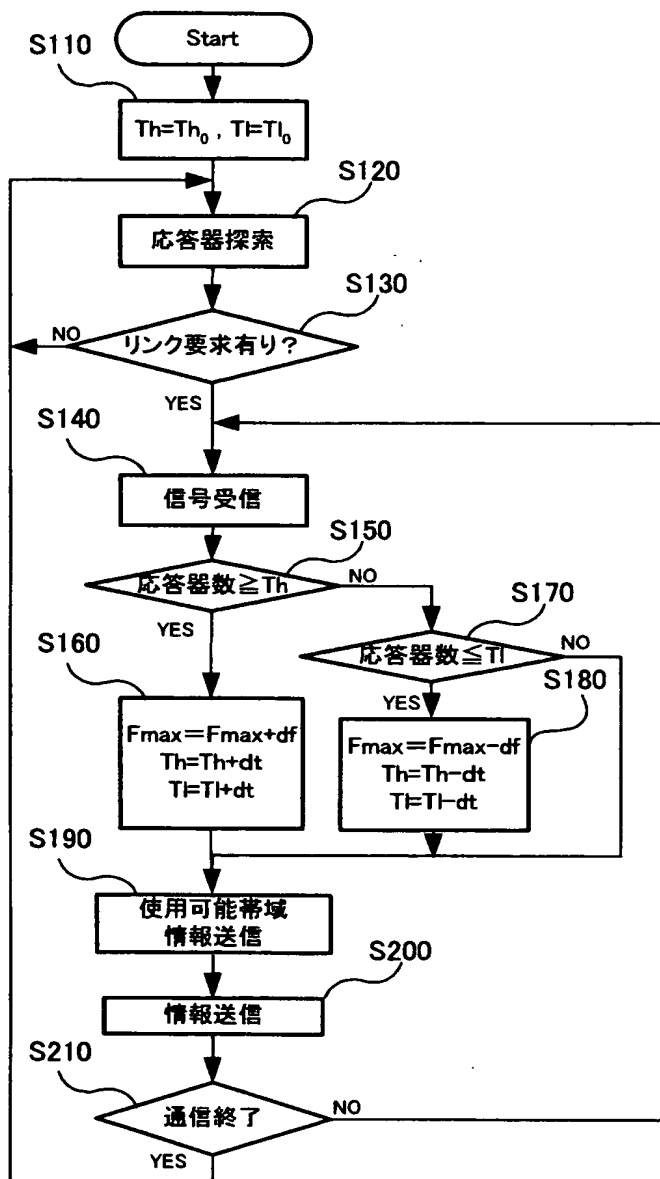 Start
S110
Th=Th₀ , Tl=Tl₀
S120
応答器探索
S130
リンク要求有り?
NO
YES
S140
信号受信
S150
応答器数≧Th
NO
YES
S170
応答器数≦Tl
NO
YES
S160
Fmax=Fmax+df
Th=Th+dt
Tl=Tl+dt
S180
Fmax=Fmax-df
Th=Th-dt
Tl=Tl-dt
S190
使用可能帯域
情報送信
S200
情報送信
S210
通信終了
NO
YES